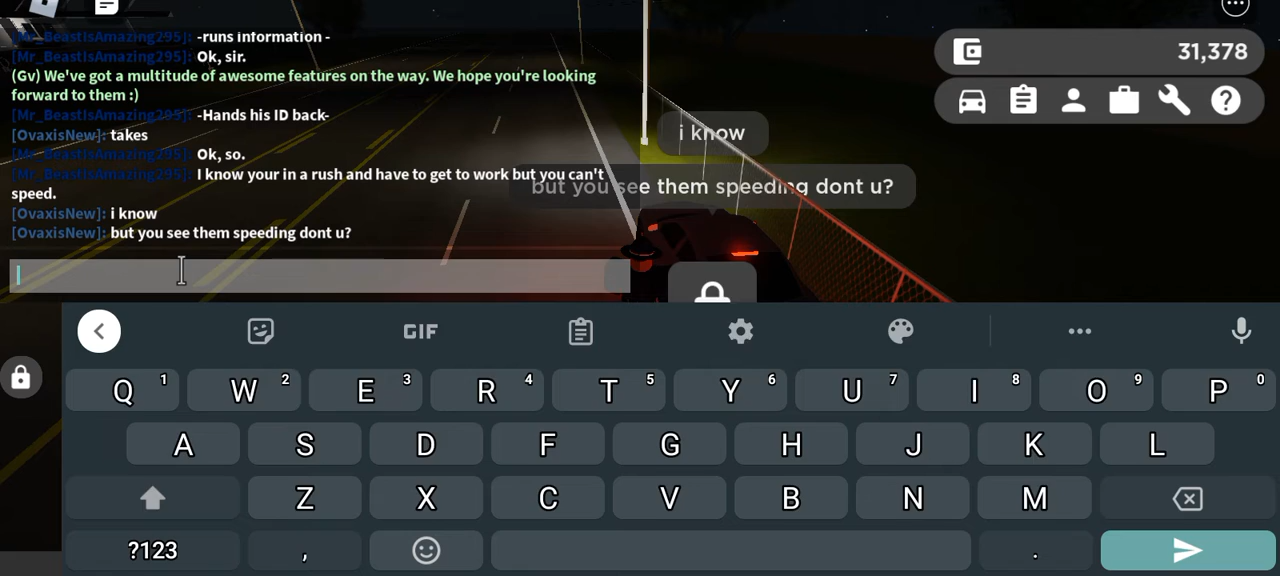 [Mr_BeastIsAmazing295]: -runs information -
[Mr_BeastIsAmazing295]: Ok, sir.
(Gv) We've got a multitude of awesome features on the way. We hope you're looking
forward to them :)
[Mr_BeastIsAmazing295]: -Hands his ID back-
[OvaxisNew]: takes
[Mr_BeastIsAmazing295]: Ok, so.
[Mr_BeastIsAmazing295]: I know your in a rush and have to get to work but you can't
speed.
[OvaxisNew]: i know
[OvaxisNew]: but you see them speeding dont u?
31,378
i know
but you see them speeding dont u?
GIF
Q 1 W 2 E 3 R 4 T 5 Y 6 U 7 I 8 O 9 P 0
A S D F G H J K L
Z X C V B N M
?123 , .